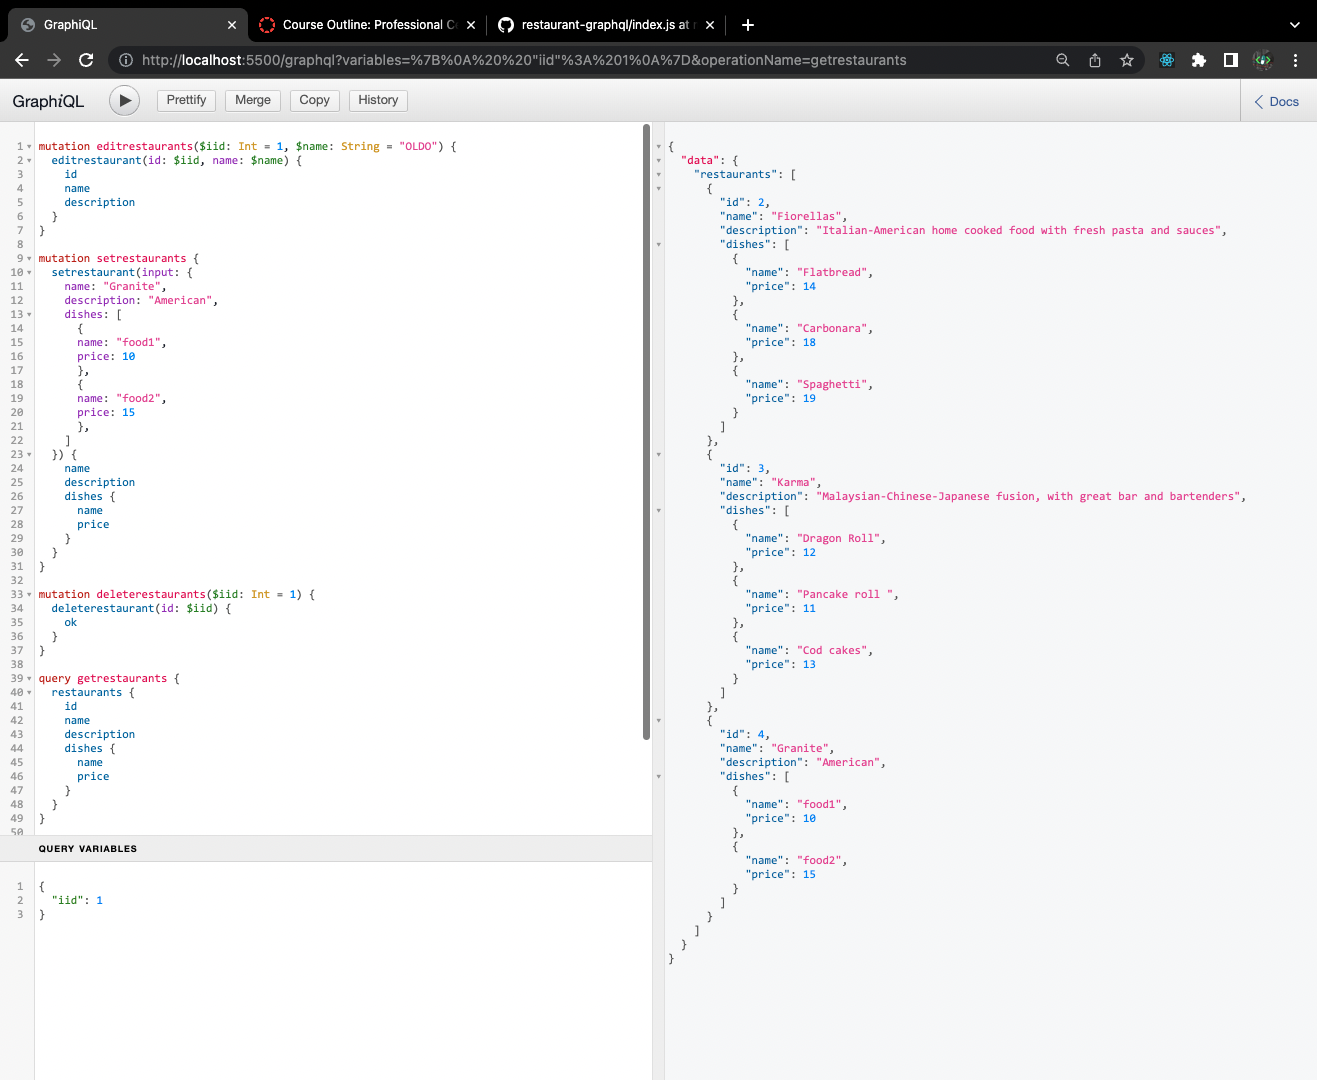 GraphiQL
Course Outline: Professional C
restaurant-graphql/index.js at
http://localhost:5500/graphql?variables=%7B%0A%20%20"iid"%3A%201%0A%7D&operationName=getrestaurants
GraphiQL
Prettify
Merge
Copy
History
Docs
1 mutation editrestaurants($iid: Int = 1, $name: String = "OLDO") {
2 editrestaurant(id: $iid, name: $name) {
3 id
4 name
5 description
6 }
7 }
8
9 mutation setrestaurants {
10 setrestaurant(input: {
11 name: "Granite",
12 description: "American",
13 dishes: [
14 {
15 name: "food1",
16 price: 10
17 },
18 {
19 name: "food2",
20 price: 15
21 },
22 ]
23 }) {
24 name
25 description
26 dishes {
27 name
28 price
29 }
30 }
31 }
32
33 mutation deleterestaurants($iid: Int = 1) {
34 deleterestaurant(id: $iid) {
35 ok
36 }
37 }
38
39 query getrestaurants {
40 restaurants {
41 id
42 name
43 description
44 dishes {
45 name
46 price
47 }
48 }
49 }
50
QUERY VARIABLES
1 {
2 "iid": 1
3 }
{
"data": {
"restaurants": [
{
"id": 2,
"name": "Fiorellas",
"description": "Italian-American home cooked food with fresh pasta and sauces",
"dishes": [
{
"name": "Flatbread",
"price": 14
},
{
"name": "Carbonara",
"price": 18
},
{
"name": "Spaghetti",
"price": 19
}
]
},
{
"id": 3,
"name": "Karma",
"description": "Malaysian-Chinese-Japanese fusion, with great bar and bartenders",
"dishes": [
{
"name": "Dragon Roll",
"price": 12
},
{
"name": "Pancake roll ",
"price": 11
},
{
"name": "Cod cakes",
"price": 13
}
]
},
{
"id": 4,
"name": "Granite",
"description": "American",
"dishes": [
{
"name": "food1",
"price": 10
},
{
"name": "food2",
"price": 15
}
]
}
]
}
}